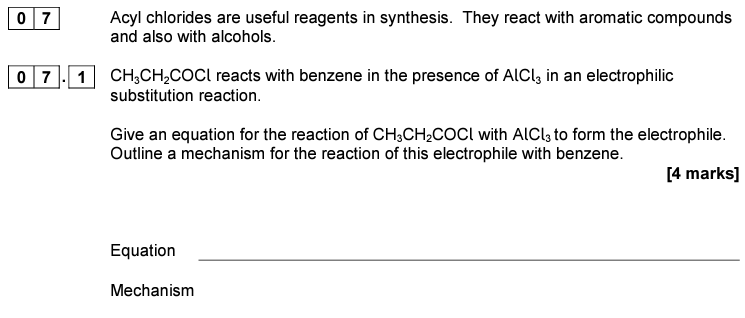 0 7 Acyl chlorides are useful reagents in synthesis. They react with aromatic compounds
and also with alcohols.
0 7 . 1 CH₃CH₂COCl reacts with benzene in the presence of AlCl₃ in an electrophilic
substitution reaction.
Give an equation for the reaction of CH₃CH₂COCl with AlCl₃ to form the electrophile.
Outline a mechanism for the reaction of this electrophile with benzene.
[4 marks]
Equation
Mechanism